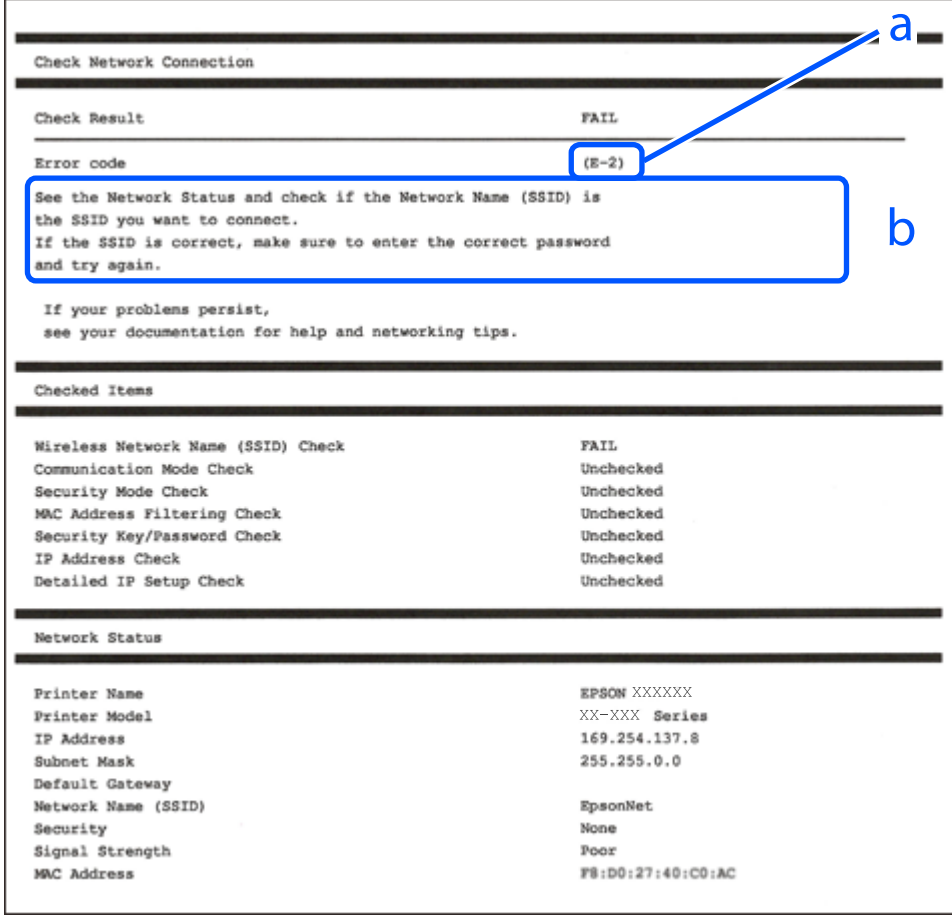 a
Check Network Connection
Check Result FAIL
Error code (E-2)
See the Network Status and check if the Network Name (SSID) is
the SSID you want to connect.
If the SSID is correct, make sure to enter the correct password
and try again.
b
If your problems persist,
see your documentation for help and networking tips.
Checked Items
Wireless Network Name (SSID) Check FAIL
Communication Mode Check Unchecked
Security Mode Check Unchecked
MAC Address Filtering Check Unchecked
Security Key/Password Check Unchecked
IP Address Check Unchecked
Detailed IP Setup Check Unchecked
Network Status
Printer Name EPSON XXXXXX
Printer Model XX-XXX Series
IP Address 169.254.137.8
Subnet Mask 255.255.0.0
Default Gateway
Network Name (SSID) EpsonNet
Security None
Signal Strength Poor
MAC Address F8:D0:27:40:C0:AC